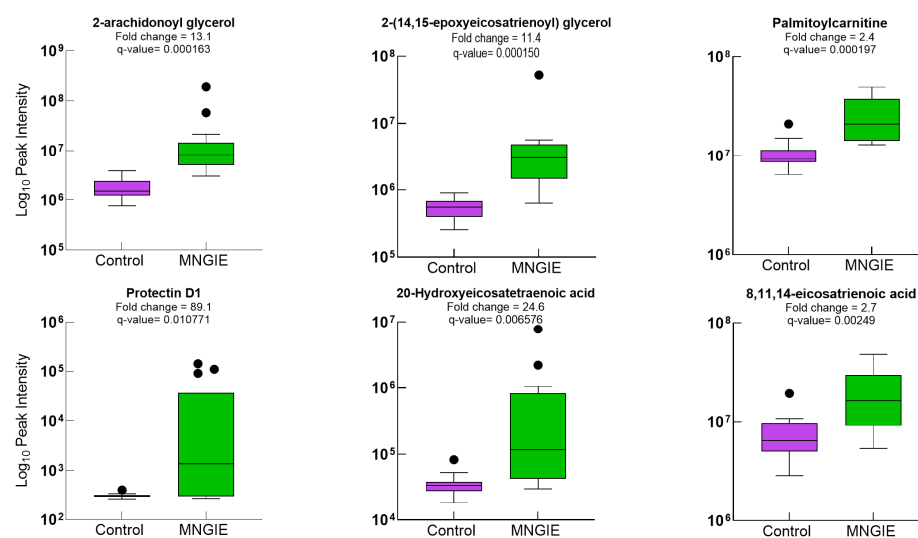 2-arachidonoyl glycerol
Fold change = 13.1
q-value= 0.000163
10⁹
10⁸
10⁷
10⁶
10⁵
Log₁₀ Peak Intensity
Control MNGIE
2-(14,15-epoxyeicosatrienoyl) glycerol
Fold change = 11.4
q-value= 0.000150
10⁸
10⁷
10⁶
10⁵
Control MNGIE
Palmitoylcarnitine
Fold change = 2.4
q-value= 0.000197
10⁸
10⁷
10⁶
Control MNGIE
Protectin D1
Fold change = 89.1
q-value= 0.010771
10⁶
10⁵
10⁴
10³
10²
Log₁₀ Peak Intensity
Control MNGIE
20-Hydroxyeicosatetraenoic acid
Fold change = 24.6
q-value= 0.006576
10⁷
10⁶
10⁵
10⁴
Control MNGIE
8,11,14-eicosatrienoic acid
Fold change = 2.7
q-value= 0.00249
10⁸
10⁷
10⁶
Control MNGIE